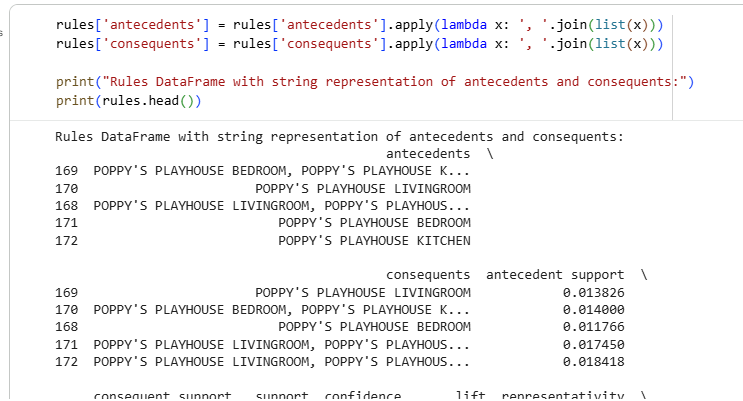 rules['antecedents'] = rules['antecedents'].apply(lambda x: ', '.join(list(x)))
rules['consequents'] = rules['consequents'].apply(lambda x: ', '.join(list(x)))
print("Rules DataFrame with string representation of antecedents and consequents:")
print(rules.head())
Rules DataFrame with string representation of antecedents and consequents:
antecedents \
169 POPPY'S PLAYHOUSE BEDROOM, POPPY'S PLAYHOUSE K...
170 POPPY'S PLAYHOUSE LIVINGROOM
168 POPPY'S PLAYHOUSE LIVINGROOM, POPPY'S PLAYHOUS...
171 POPPY'S PLAYHOUSE BEDROOM
172 POPPY'S PLAYHOUSE KITCHEN
consequents antecedent support \
169 POPPY'S PLAYHOUSE LIVINGROOM 0.013826
170 POPPY'S PLAYHOUSE BEDROOM, POPPY'S PLAYHOUSE K... 0.014000
168 POPPY'S PLAYHOUSE BEDROOM 0.011766
171 POPPY'S PLAYHOUSE LIVINGROOM, POPPY'S PLAYHOUS... 0.017450
172 POPPY'S PLAYHOUSE LIVINGROOM, POPPY'S PLAYHOUS... 0.018418
consequent support support confidence lift representativity \